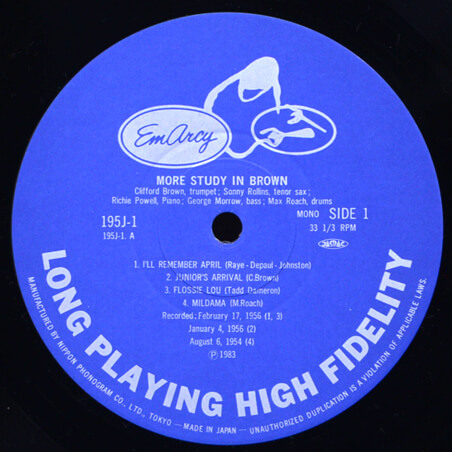 EmArcy
MORE STUDY IN BROWN
Clifford Brown, trumpet; Sonny Rollins, tenor sax;
Richie Powell, Piano; George Morrow, bass; Max Roach, drums
195J-1
195J-1. A
MONO SIDE 1
33 1/3 RPM
1. I'LL REMEMBER APRIL (Raye-Depaul-Johnston)
2. JUNIOR'S ARRIVAL (C.Brown)
3. FLOSSIE LOU (Tadd Dameron)
4. MILDAMA (M.Roach)
Recorded: February 17, 1956 (1, 3)
January 4, 1956 (2)
August 6, 1954 (4)
Ⓟ 1983
LONG PLAYING HIGH FIDELITY
MANUFACTURED BY NIPPON PHONOGRAM CO., LTD., TOKYO — MADE IN JAPAN — UNAUTHORIZED DUPLICATION IS A VIOLATION OF APPLICABLE LAWS.